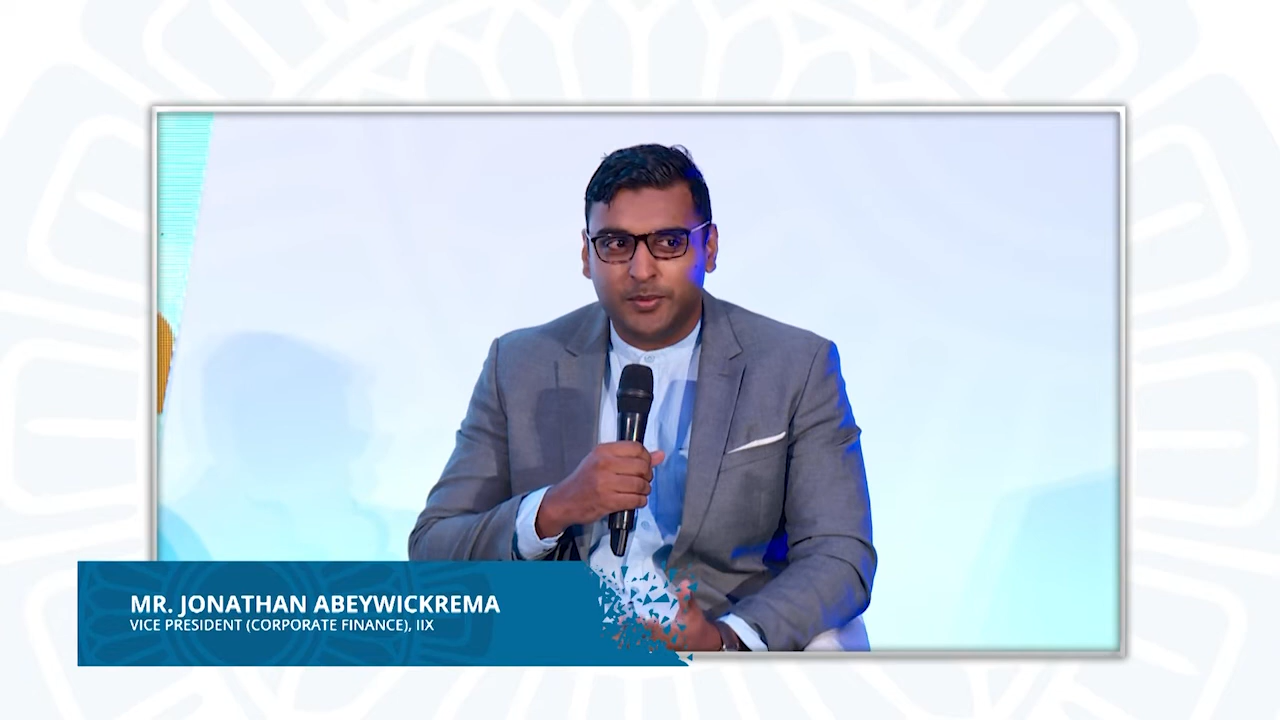 MR. JONATHAN ABEYWICKREMA
VICE PRESIDENT (CORPORATE FINANCE), IIX